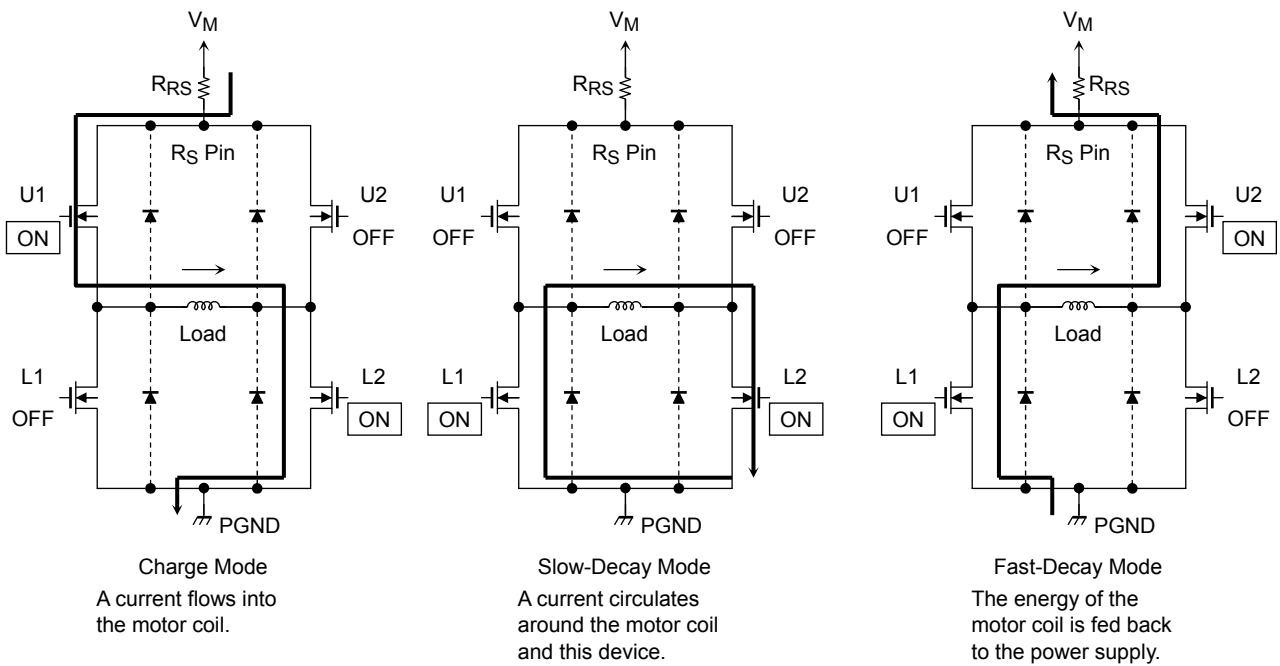 VM
VM
VM
RRS
RRS
RRS
RS Pin
RS Pin
RS Pin
U1
ON
U2
OFF
U1
OFF
U2
OFF
U1
OFF
U2
ON
Load
Load
Load
L1
OFF
L2
ON
L1
ON
L2
ON
L1
ON
L2
OFF
PGND
PGND
PGND
Charge Mode
A current flows into
the motor coil.
Slow-Decay Mode
A current circulates
around the motor coil
and this device.
Fast-Decay Mode
The energy of the
motor coil is fed back
to the power supply.